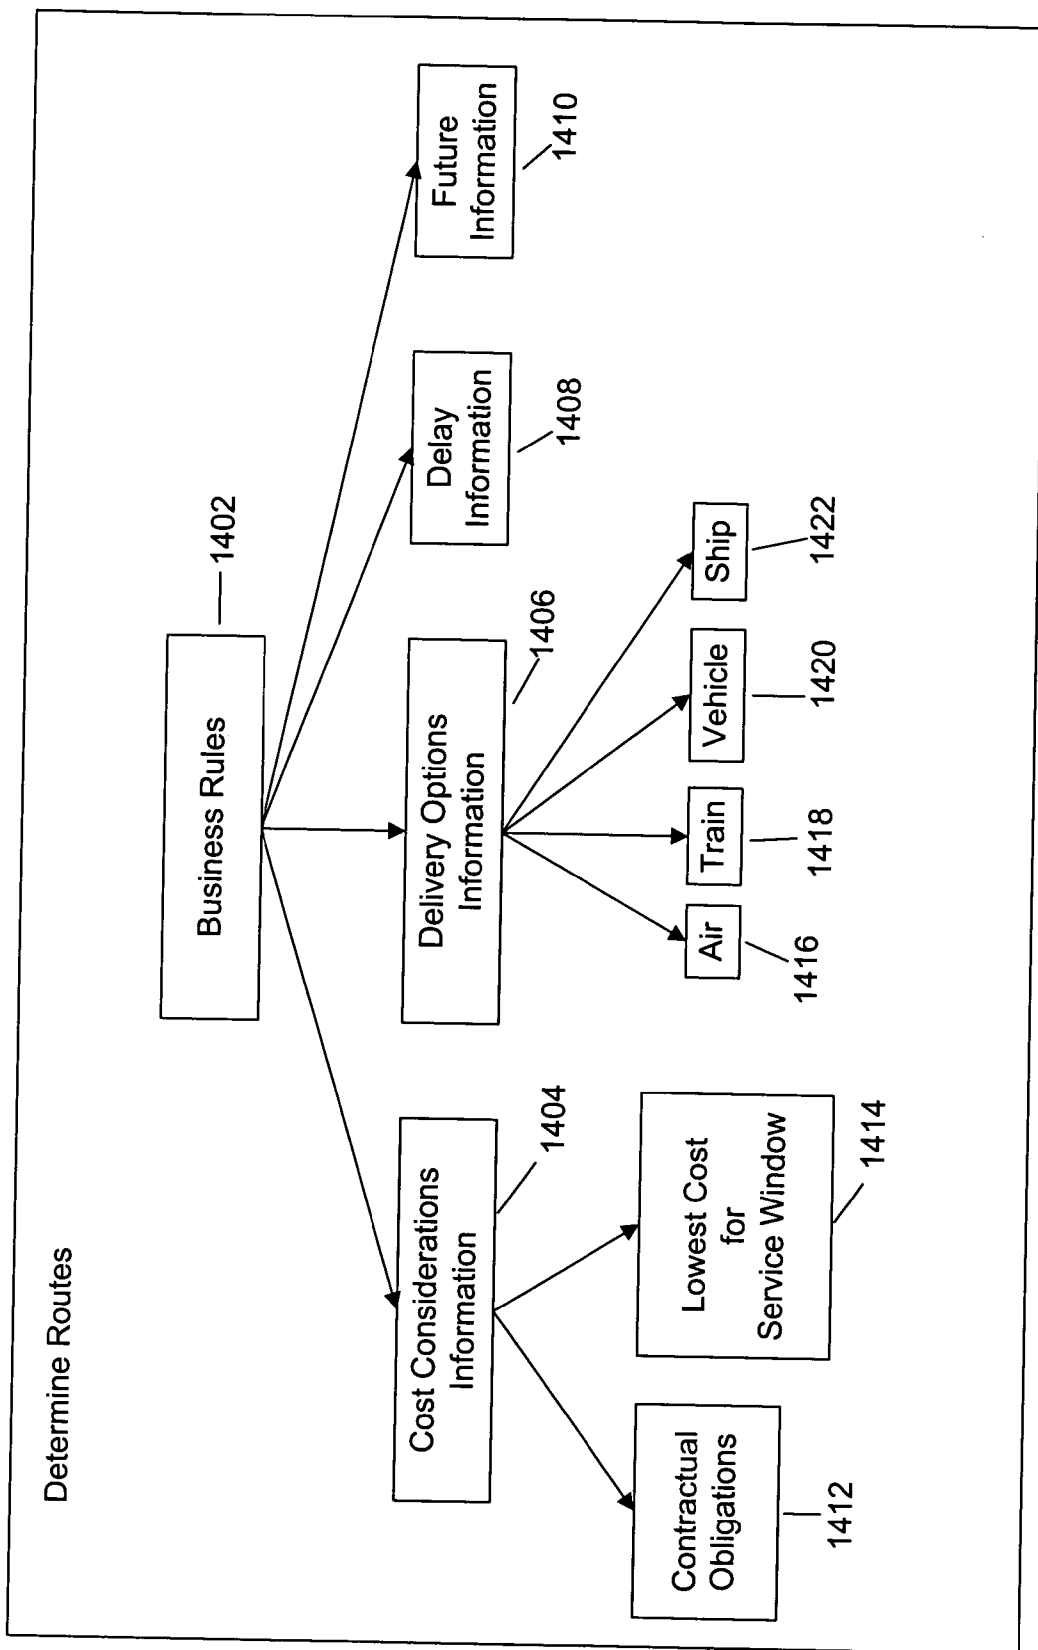 Determine Routes
Business Rules
1402
Cost Considerations
Information
1404
Delivery Options
Information
1406
Delay
Information
1408
Future
Information
1410
Contractual
Obligations
1412
Lowest Cost
for
Service Window
1414
Air
1416
Train
1418
Vehicle
1420
Ship
1422